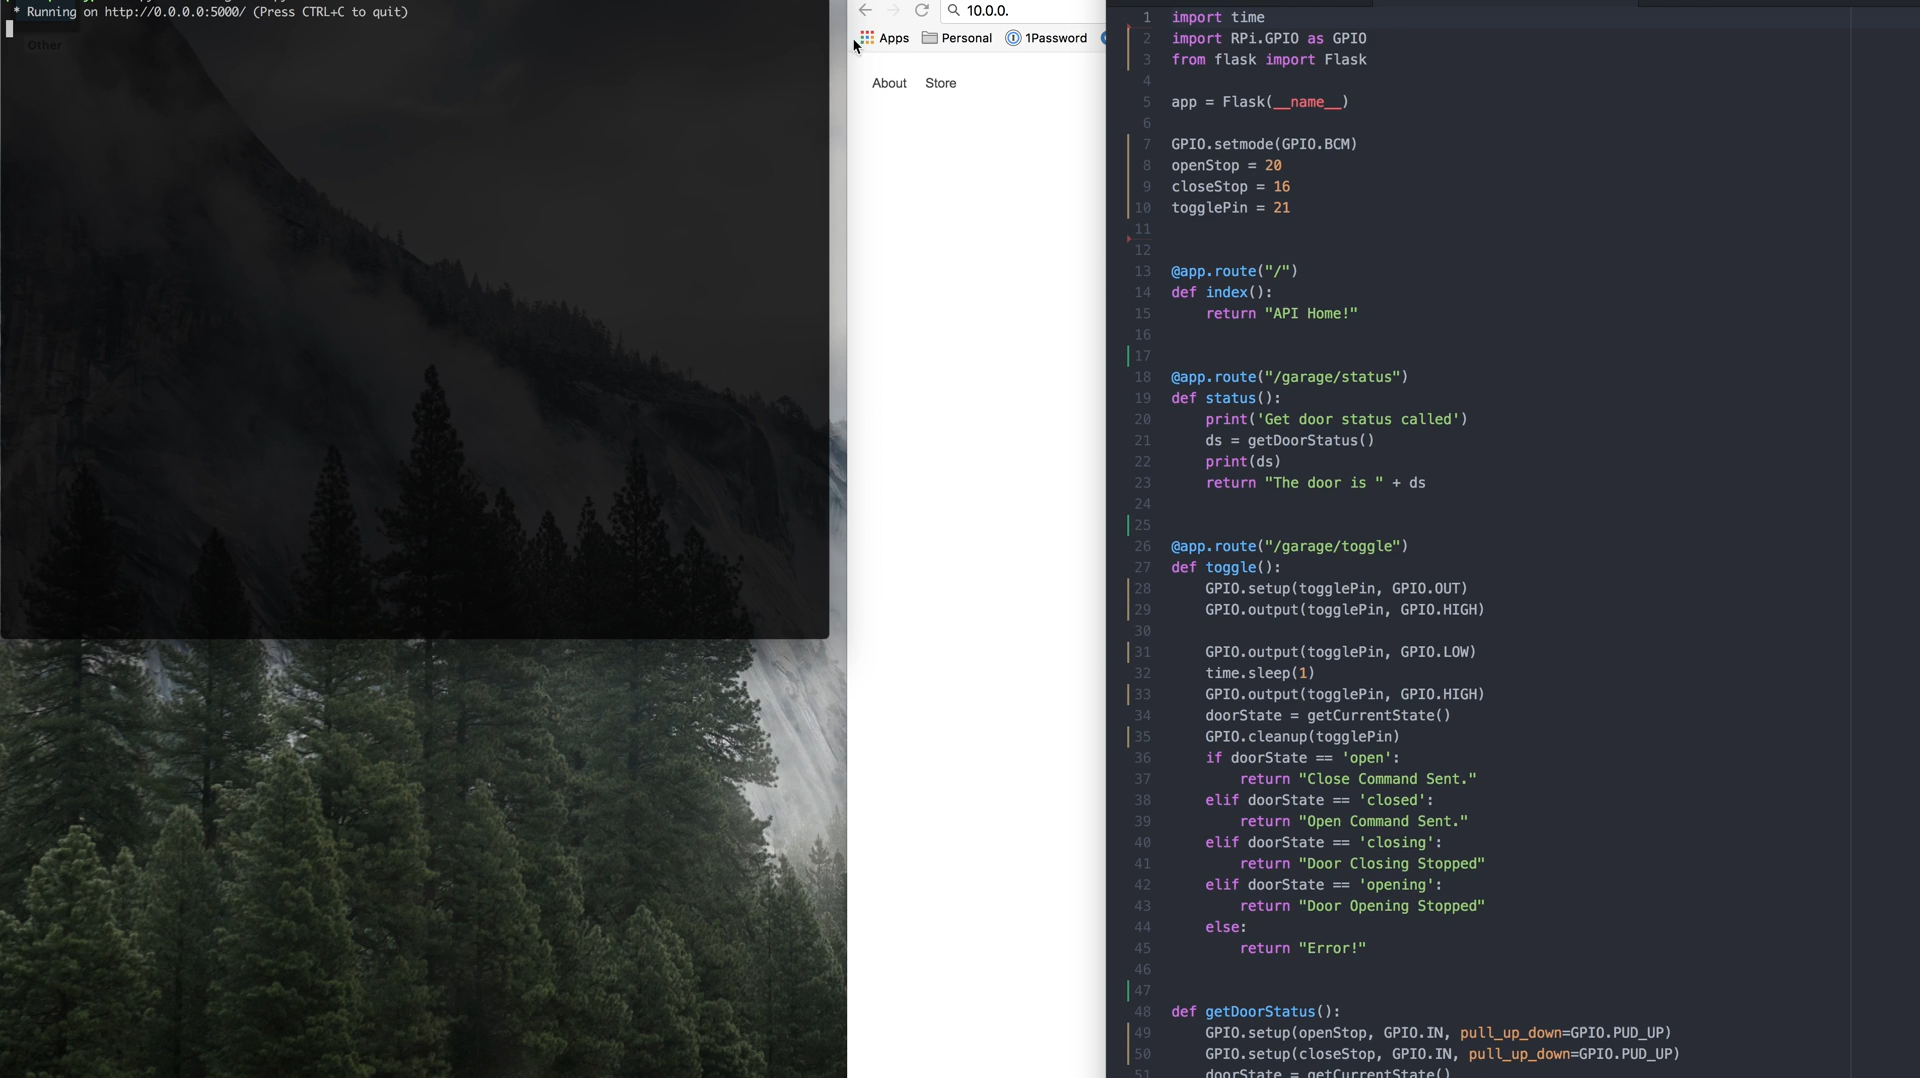 * Running on http://0.0.0.0:5000/ (Press CTRL+C to quit)
Other
10.0.0.
Apps Personal 1Password
About Store
1 import time
2 import RPi.GPIO as GPIO
3 from flask import Flask
4
5 app = Flask(__name__)
6
7 GPIO.setmode(GPIO.BCM)
8 openStop = 20
9 closeStop = 16
10 togglePin = 21
11
12
13 @app.route("/")
14 def index():
15 return "API Home!"
16
17
18 @app.route("/garage/status")
19 def status():
20 print('Get door status called')
21 ds = getDoorStatus()
22 print(ds)
23 return "The door is " + ds
24
25
26 @app.route("/garage/toggle")
27 def toggle():
28 GPIO.setup(togglePin, GPIO.OUT)
29 GPIO.output(togglePin, GPIO.HIGH)
30
31 GPIO.output(togglePin, GPIO.LOW)
32 time.sleep(1)
33 GPIO.output(togglePin, GPIO.HIGH)
34 doorState = getCurrentState()
35 GPIO.cleanup(togglePin)
36 if doorState == 'open':
37 return "Close Command Sent."
38 elif doorState == 'closed':
39 return "Open Command Sent."
40 elif doorState == 'closing':
41 return "Door Closing Stopped"
42 elif doorState == 'opening':
43 return "Door Opening Stopped"
44 else:
45 return "Error!"
46
47
48 def getDoorStatus():
49 GPIO.setup(openStop, GPIO.IN, pull_up_down=GPIO.PUD_UP)
50 GPIO.setup(closeStop, GPIO.IN, pull_up_down=GPIO.PUD_UP)
51 doorState = getCurrentState()